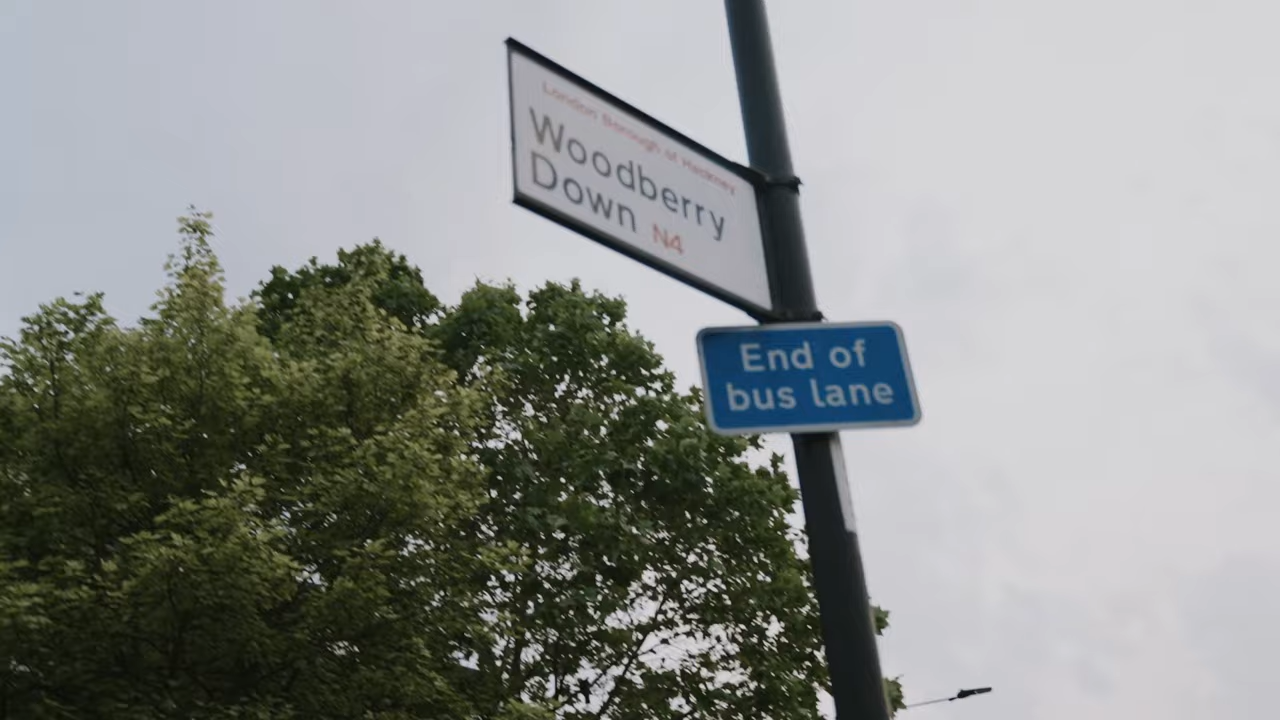 London Borough of Hackney
Woodberry
Down N4
End of
bus lane